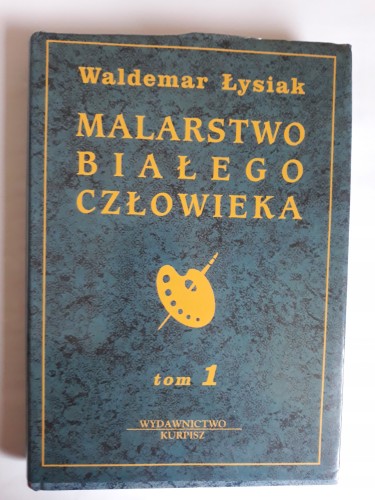 Waldemar Łysiak
MALARSTWO
BIAŁEGO
CZŁOWIEKA
tom 1
WYDAWNICTWO
KURPISZ